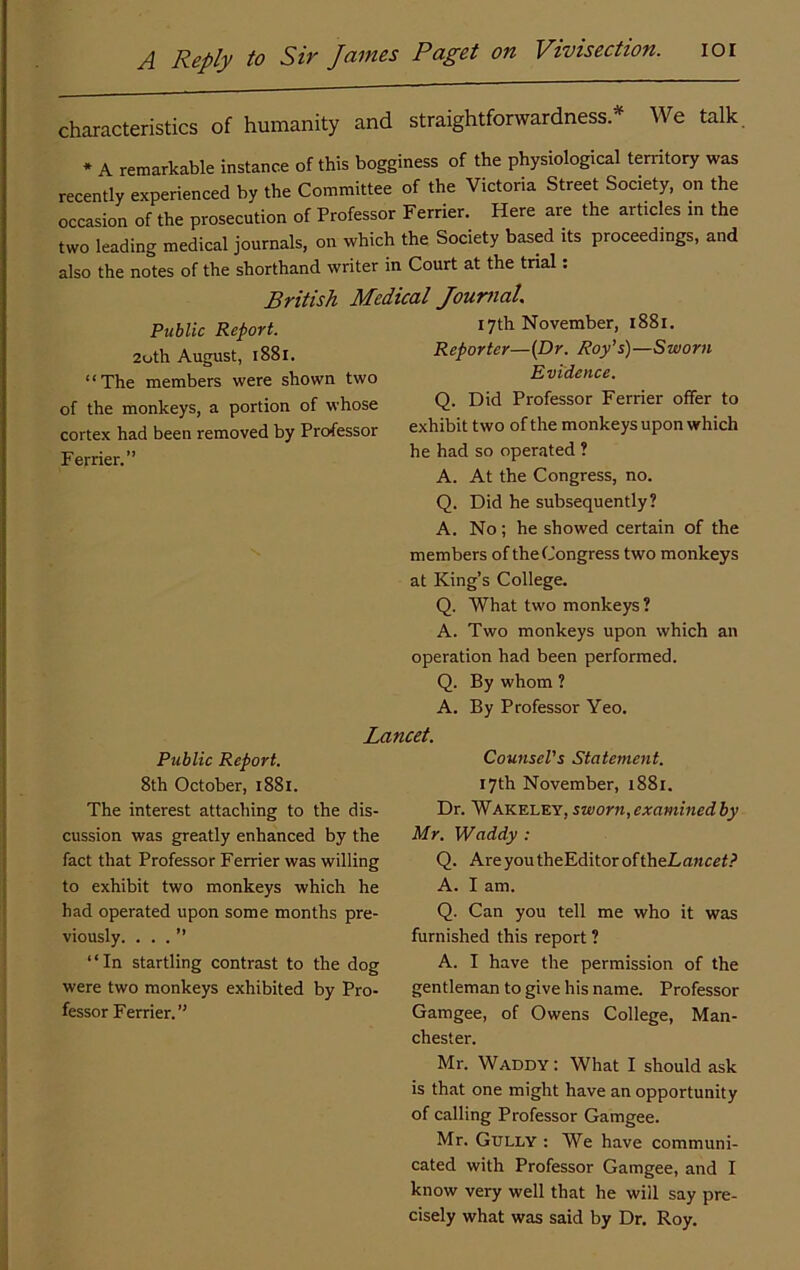 A Reply to Sir James Paget on Vivisection. 101
characteristics of humanity and straightforwardness.* We talk
* A remarkable instance of this bogginess of the physiological territory was
recently experienced by the Committee of the Victoria Street Society, on the
occasion of the prosecution of Professor Ferrier. Here are the articles in the
two leading medical journals, on which the Society based its proceedings, and
also the notes of the shorthand writer in Court at the trial:
British Medical Journal.
Public Report.
20th August, 1881.
"The members were shown two
of the monkeys, a portion of whose
cortex had been removed by Professor
Ferrier."
17th November, 1881.
Reporter—(Dr. Roy's)—Sworn
Evidence.
Q. Did Professor Ferrier offer to
exhibit two of the monkeys upon which
he had so operated?
A. At the Congress, no.
Q. Did he subsequently?
A. No; he showed certain of the
members of the Congress two monkeys
at King's College.
Q. What two monkeys?
A. Two monkeys upon which an
operation had been performed.
Q. By whom?
A. By Professor Yeo.
Lancet.
Public Report.
8th October, 1881.
The interest attaching to the dis-
cussion was greatly enhanced by the
fact that Professor Ferrier was willing
to exhibit two monkeys which he
had operated upon some months pre-
viously. . . ."
"In startling contrast to the dog
were two monkeys exhibited by Pro-
fessor Ferrier."
Counsel's Statement.
17th November, 1881.
Dr. WAKELEY, sworn, examined by
Mr. Waddy:
Q. Are you the Editor of the Lancet?
A. I am.
Q. Can you tell me who it was
furnished this report?
A. I have the permission of the
gentleman to give his name. Professor
Gamgee, of Owens College, Man-
chester.
Mr. WADDY: What I should ask
is that one might have an opportunity
of calling Professor Gamgee.
Mr. GULLY: We have communi-
cated with Professor Gamgee, and I
know very well that he will say pre-
cisely what was said by Dr. Roy.